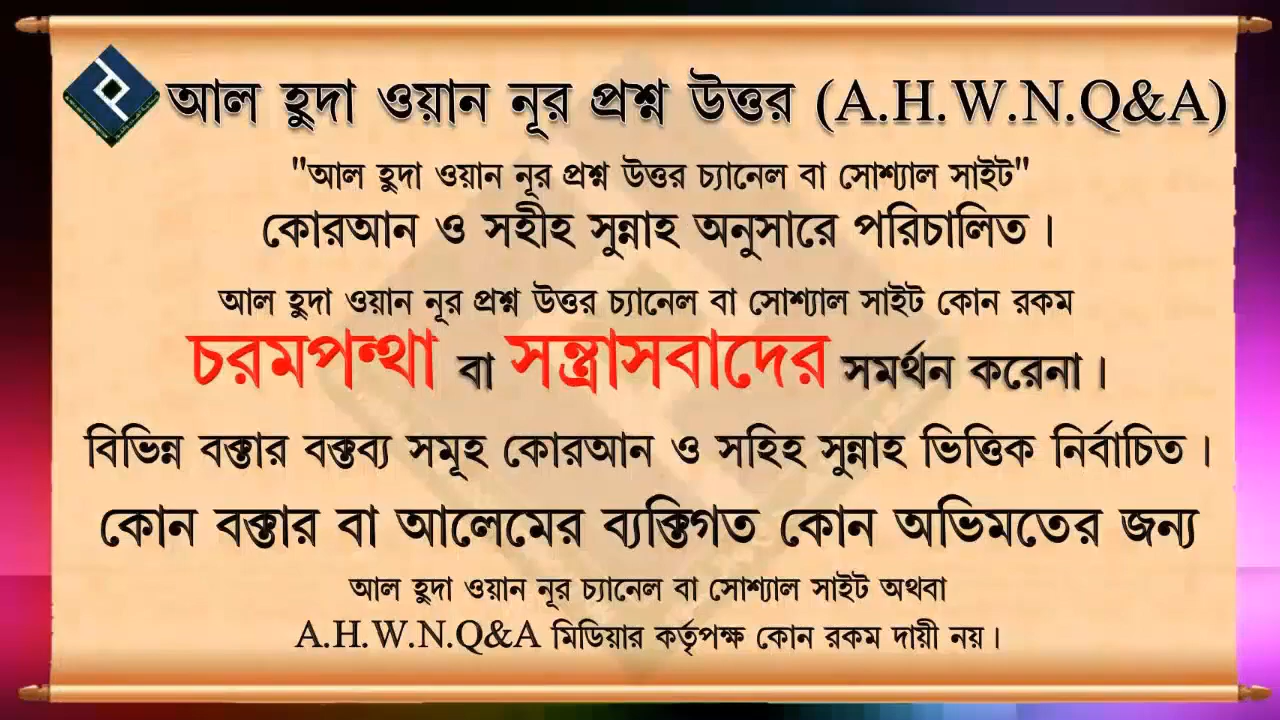 আল হুদা ওয়ান নূর প্রশ্ন উত্তর (A.H.W.N.Q&A)
"আল হুদা ওয়ান নূর প্রশ্ন উত্তর চ্যানেল বা সোশ্যাল সাইট"
কোরআন ও সহীহ সুন্নাহ অনুসারে পরিচালিত।
আল হুদা ওয়ান নূর প্রশ্ন উত্তর চ্যানেল বা সোশ্যাল সাইট কোন রকম
চরমপন্থা বা সন্ত্রাসবাদের সমর্থন করেনা।
বিভিন্ন বক্তার বক্তব্য সমূহ কোরআন ও সহিহ সুন্নাহ ভিত্তিক নির্বাচিত।
কোন বক্তার বা আলেমের ব্যক্তিগত কোন অভিমতের জন্য
আল হুদা ওয়ান নূর চ্যানেল বা সোশ্যাল সাইট অথবা
A.H.W.N.Q&A মিডিয়ার কর্তৃপক্ষ কোন রকম দায়ী নয়।